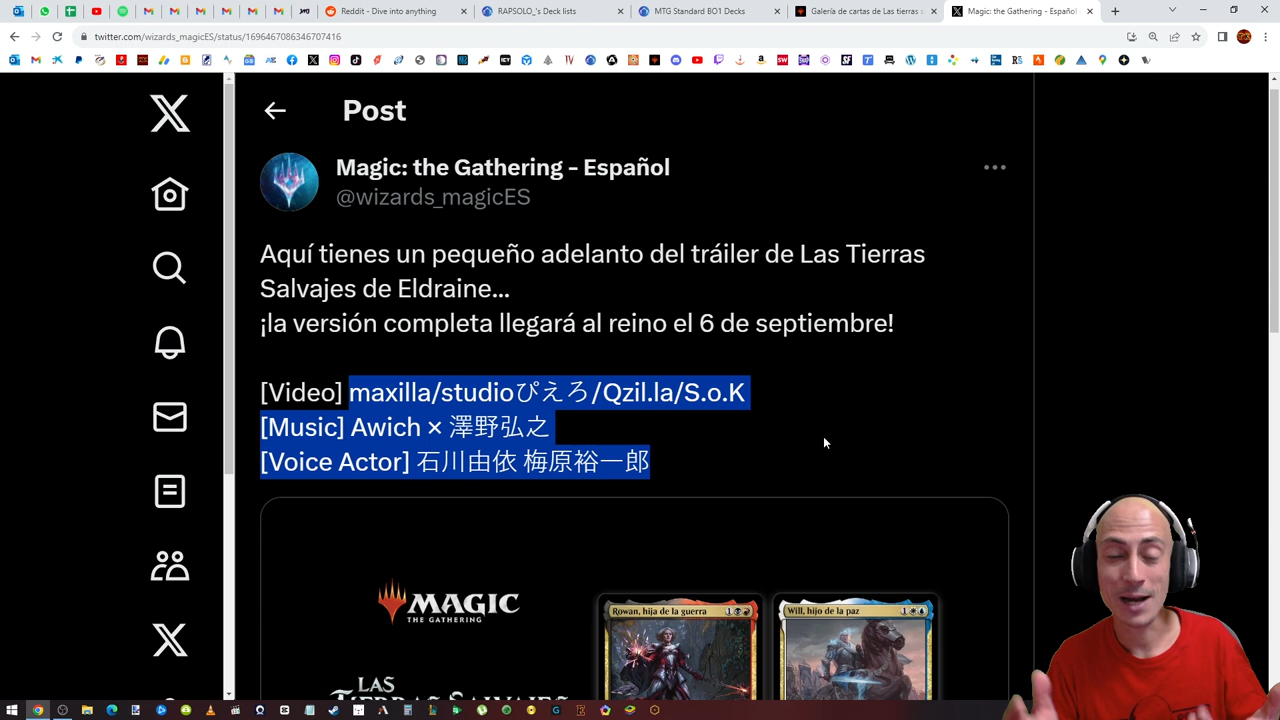 Reddit - Dive into anything
RAPSOLO_'s Deck lists
MTG Standard BO1 Decks
Galería de cartas de Las tierras s
Magic: the Gathering - Español
twitter.com/wizards_magicES/status/1696467086346707416
Post
Magic: the Gathering - Español
@wizards_magicES
Aquí tienes un pequeño adelanto del tráiler de Las Tierras
Salvajes de Eldraine...
¡la versión completa llegará al reino el 6 de septiembre!
[Video] maxilla/studioぴえろ/Qzil.la/S.o.K
[Music] Awich × 澤野弘之
[Voice Actor] 石川由依 梅原裕一郎
MAGIC
THE GATHERING
Rowan, hija de la guerra 1
Will, hijo de la paz 1
LAS
TIERRAS SALVAJES